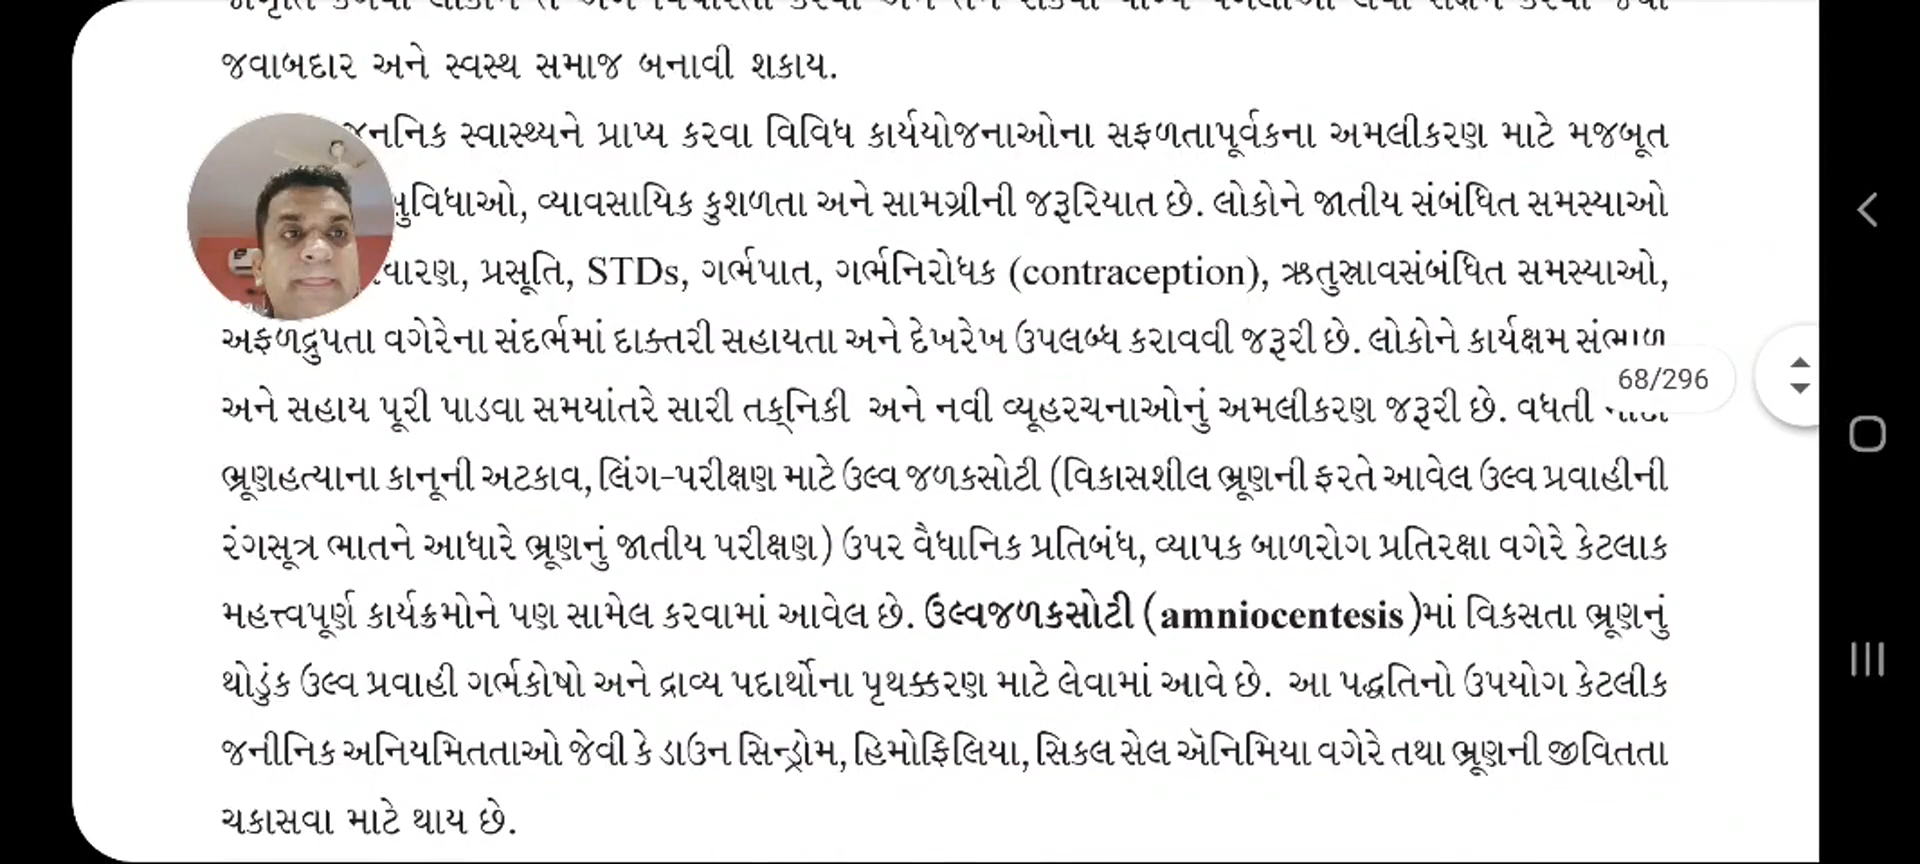 જવાબદાર અને સ્વસ્થ સમાજ બનાવી શકાય.
સ્વાસ્થ્યને પ્રાપ્ય કરવા વિવિધ કાર્યયોજનાઓના સફળતાપૂર્વકના અમલીકરણ માટે મજબૂત
વ્યાવસાયિક કુશળતા અને સામગ્રીની જરૂરિયાત છે. લોકોને જાતીય સંબંધિત સમસ્યાઓ
પ્રસૂતિ, STDs, ગર્ભપાત, ગર્ભનિરોધક (contraception), ઋતુસ્રાવસંબંધિત સમસ્યાઓ,
અફળદ્રુપતા વગેરેના સંદર્ભમાં દાક્તરી સહાયતા અને દેખરેખ ઉપલબ્ધ કરાવવી જરૂરી છે. લોકોને કાર્યક્ષમ સંભાળ
68/296
અને સહાય પૂરી પાડવા સમયાંતરે સારી તક્નિકી અને નવી વ્યૂહરચનાઓનું અમલીકરણ જરૂરી છે. વધતી
ભ્રૂણહત્યાના કાનૂની અટકાવ, લિંગ-પરીક્ષણ માટે ઉલ્વ જળકસોટી (વિકાસશીલ ભ્રૂણની ફરતે આવેલ ઉલ્વ પ્રવાહીની
રંગસૂત્ર ભાતને આધારે ભ્રૂણનું જાતીય પરીક્ષણ) ઉપર વૈધાનિક પ્રતિબંધ, વ્યાપક બાળરોગ પ્રતિરક્ષા વગેરે કેટલાક
મહત્ત્વપૂર્ણ કાર્યક્રમોને પણ સામેલ કરવામાં આવેલ છે. ઉલ્વજળકસોટી (amniocentesis)માં વિકસતા ભ્રૂણનું
થોડુંક ઉલ્વ પ્રવાહી ગર્ભકોષો અને દ્રાવ્ય પદાર્થોના પૃથક્કરણ માટે લેવામાં આવે છે. આ પદ્ધતિનો ઉપયોગ કેટલીક
જનીનિક અનિયમિતતાઓ જેવી કે ડાઉન સિન્ડ્રોમ, હિમોફિલિયા, સિકલ સેલ ઍનિમિયા વગેરે તથા ભ્રૂણની જીવિતતા
ચકાસવા માટે થાય છે.